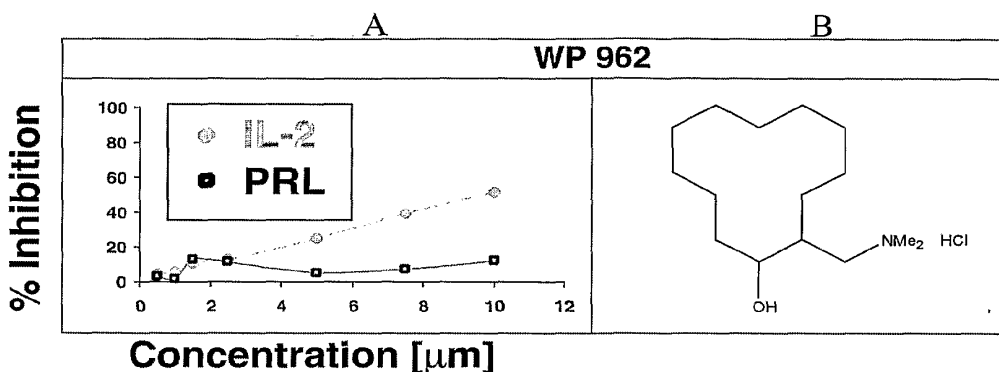 A B
WP 962
% Inhibition
100
80
60
40
20
0
IL-2
PRL
0 2 4 6 8 10 12
Concentration [μm]
NMe2 HCl
OH